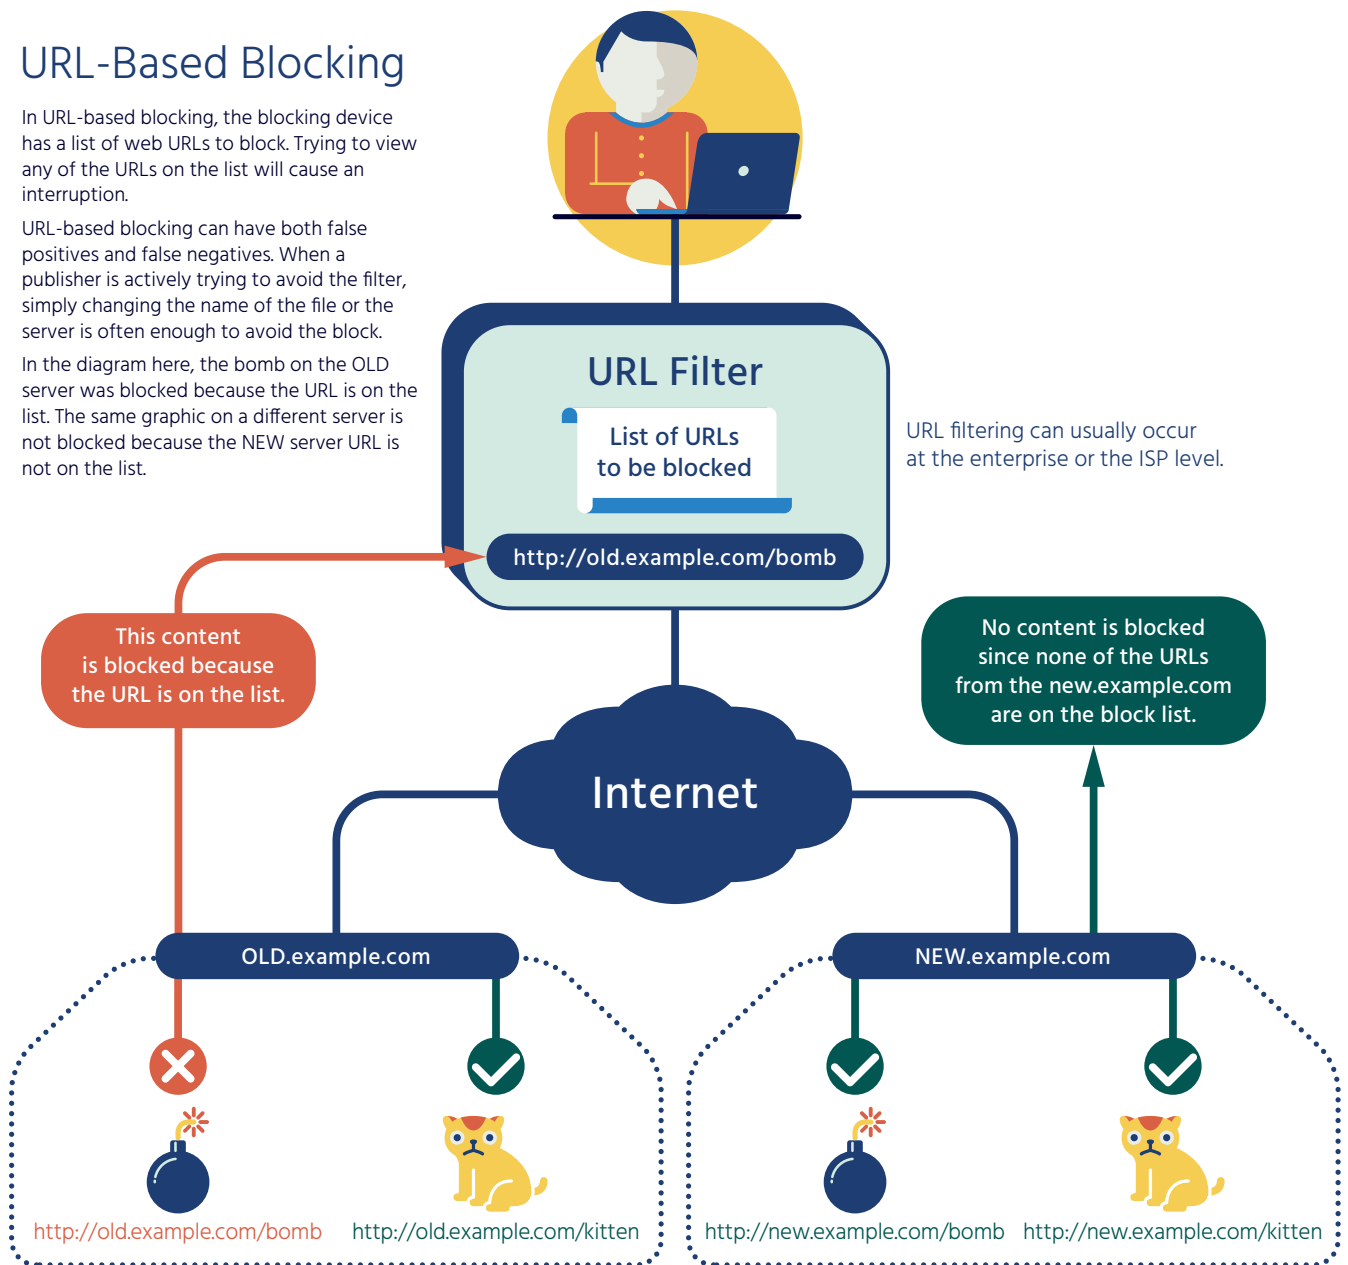 URL-Based Blocking
In URL-based blocking, the blocking device
has a list of web URLs to block. Trying to view
any of the URLs on the list will cause an
interruption.
URL-based blocking can have both false
positives and false negatives. When a
publisher is actively trying to avoid the filter,
simply changing the name of the file or the
server is often enough to avoid the block.
In the diagram here, the bomb on the OLD
server was blocked because the URL is on the
list. The same graphic on a different server is
not blocked because the NEW server URL is
not on the list.
URL Filter
List of URLs
to be blocked
http://old.example.com/bomb
URL filtering can usually occur
at the enterprise or the ISP level.
This content
is blocked because
the URL is on the list.
No content is blocked
since none of the URLs
from the new.example.com
are on the block list.
Internet
OLD.example.com
NEW.example.com
http://old.example.com/bomb
http://old.example.com/kitten
http://new.example.com/bomb
http://new.example.com/kitten